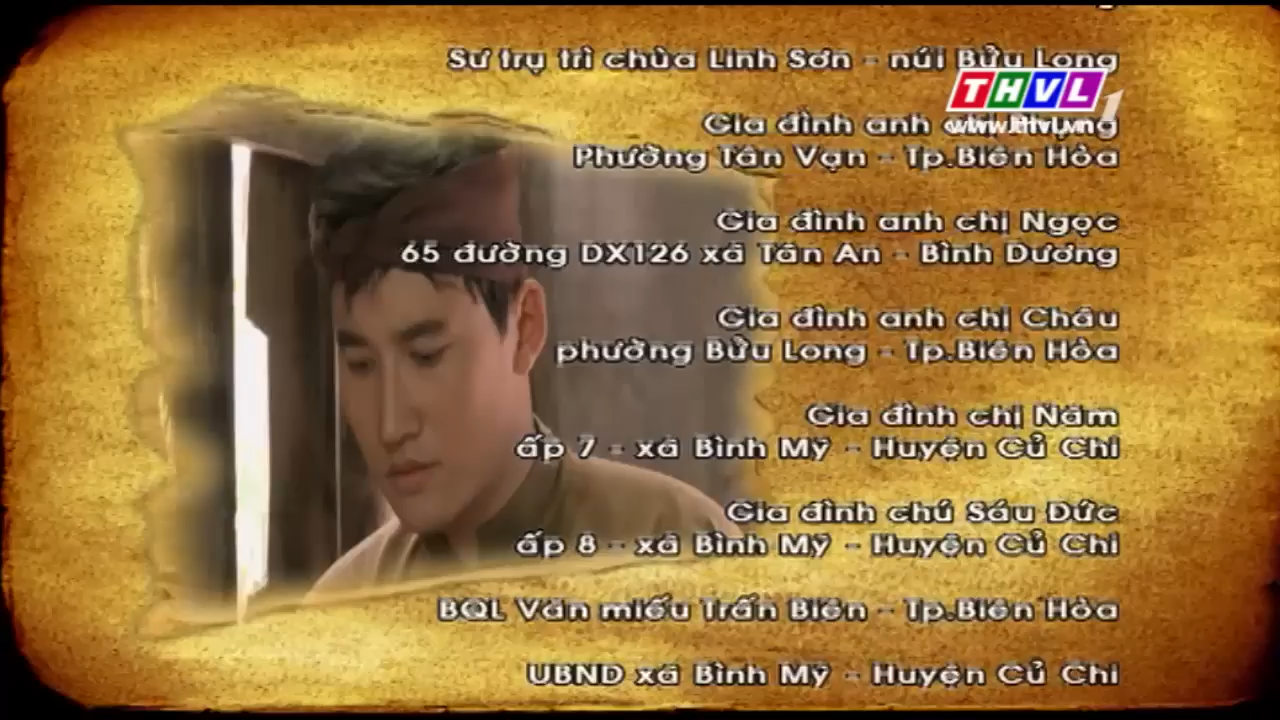 Sư trụ trì chùa Linh Sơn - núi Bửu Long
THVL1
www.thvl.vn
Gia đình anh chị
Phường Tân Vạn - Tp.Biên Hòa
Gia đình anh chị Ngọc
65 đường DX126 xã Tân An - Bình Dương
Gia đình anh chị Châu
phường Bửu Long - Tp.Biên Hòa
Gia đình chị Năm
ấp 7 - xã Bình Mỹ - Huyện Củ Chi
Gia đình chú Sáu Đức
ấp 8 - xã Bình Mỹ - Huyện Củ Chi
BQL Văn miếu Trấn Biên - Tp.Biên Hòa
UBND xã Bình Mỹ - Huyện Củ Chi